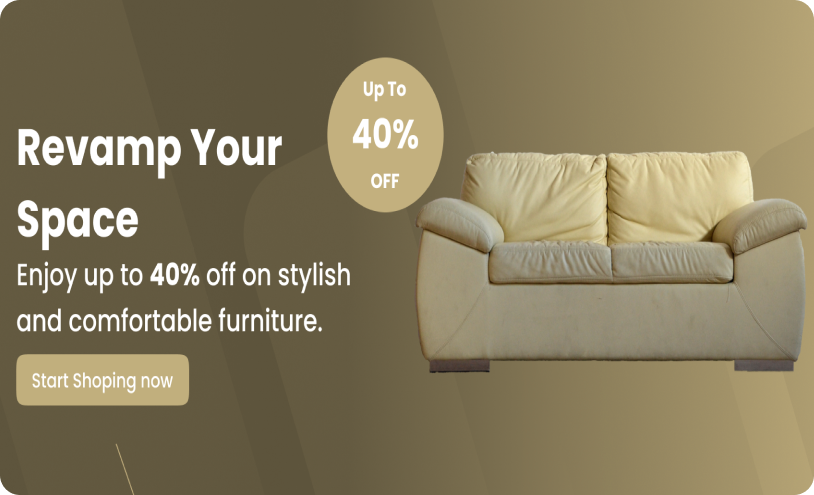 Up To
40%
OFF
Revamp Your
Space
Enjoy up to 40% off on stylish
and comfortable furniture.
Start Shoping now